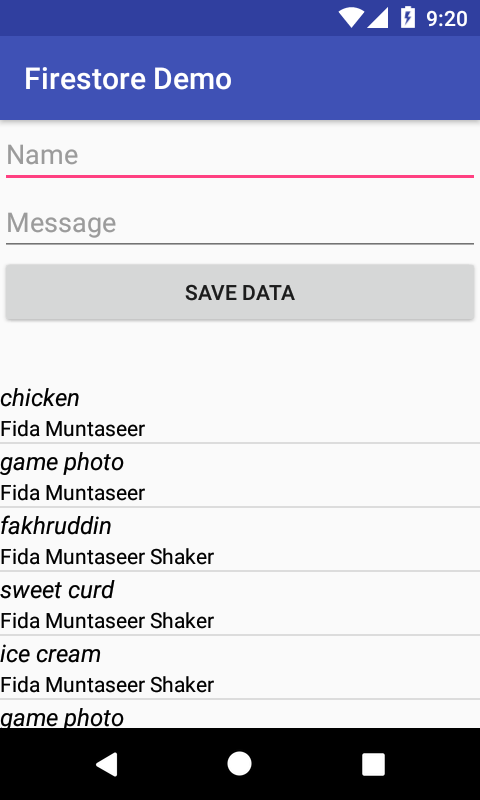 9:20
Firestore Demo
Name
Message
SAVE DATA
chicken
Fida Muntaseer
game photo
Fida Muntaseer
fakhruddin
Fida Muntaseer Shaker
sweet curd
Fida Muntaseer Shaker
ice cream
Fida Muntaseer Shaker
game photo